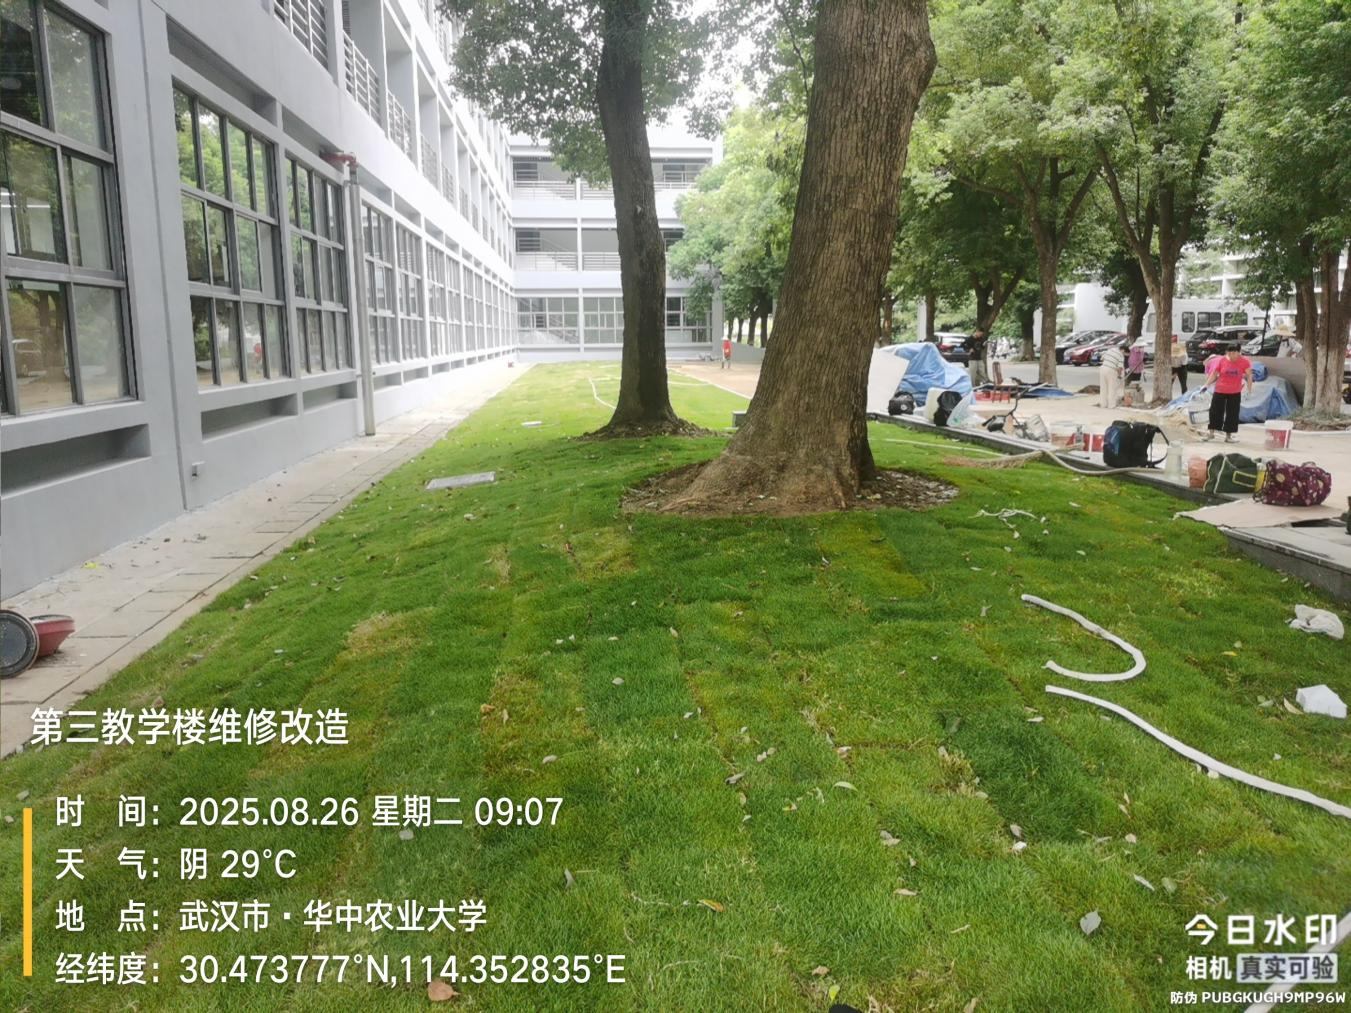 第三教学楼维修改造
时 间：2025.08.26 星期二 09:07
天 气：阴 29°C
地 点：武汉市·华中农业大学
经纬度：30.473777°N,114.352835°E
今日水印
相机 真实可验
防伪 PUBGKUGH9MP96W